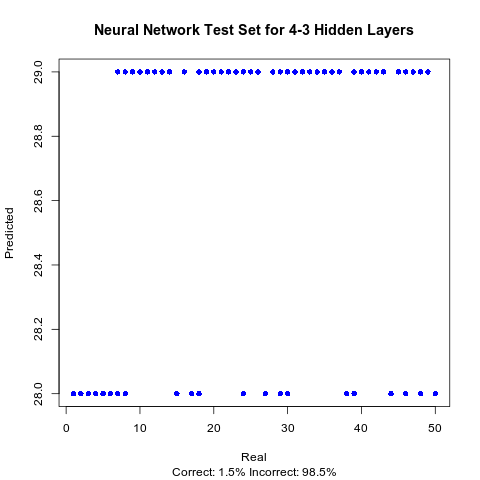 Neural Network Test Set for 4-3 Hidden Layers
29.0
28.8
28.6
28.4
28.2
28.0
Predicted
0 10 20 30 40 50
Real
Correct: 1.5% Incorrect: 98.5%